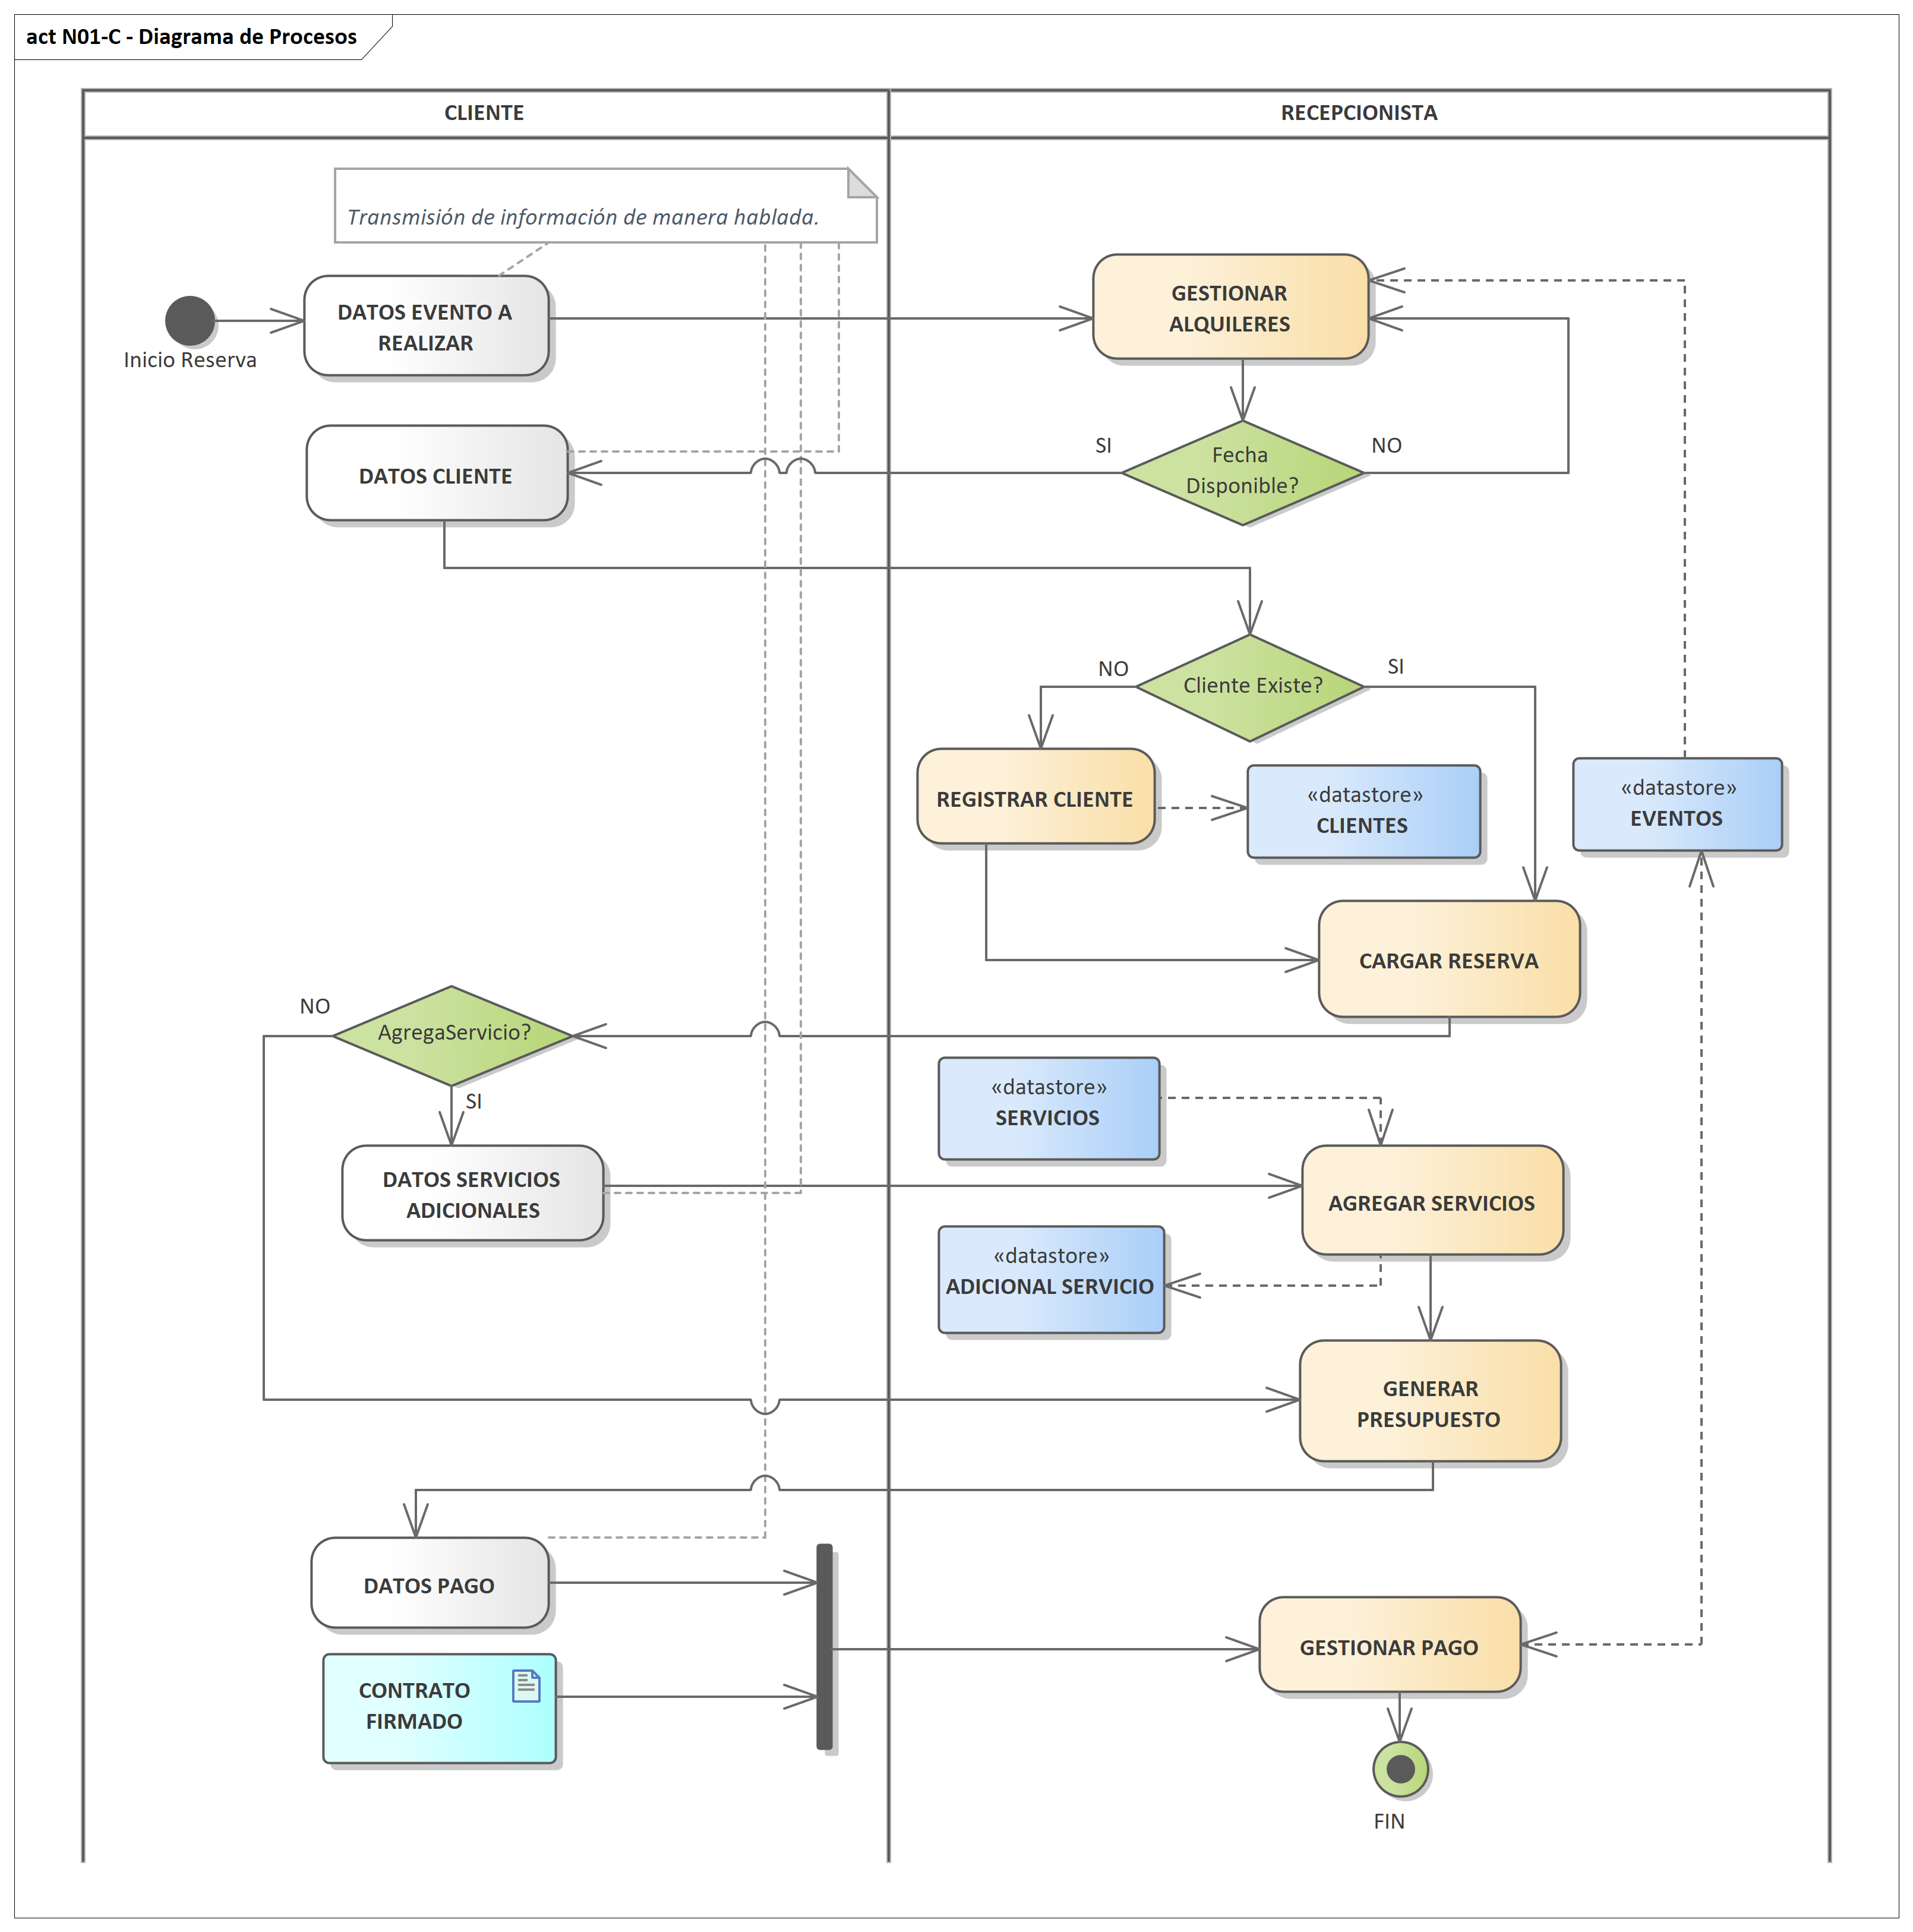 act N01-C - Diagrama de Procesos
CLIENTE
RECEPCIONISTA
Transmisión de información de manera hablada.
Inicio Reserva
DATOS EVENTO A
REALIZAR
GESTIONAR
ALQUILERES
DATOS CLIENTE
SI
Fecha
Disponible?
NO
NO
Cliente Existe?
SI
REGISTRAR CLIENTE
«datastore»
CLIENTES
«datastore»
EVENTOS
CARGAR RESERVA
NO
AgregaServicio?
SI
«datastore»
SERVICIOS
DATOS SERVICIOS
ADICIONALES
AGREGAR SERVICIOS
«datastore»
ADICIONAL SERVICIO
GENERAR
PRESUPUESTO
DATOS PAGO
CONTRATO
FIRMADO
GESTIONAR PAGO
FIN